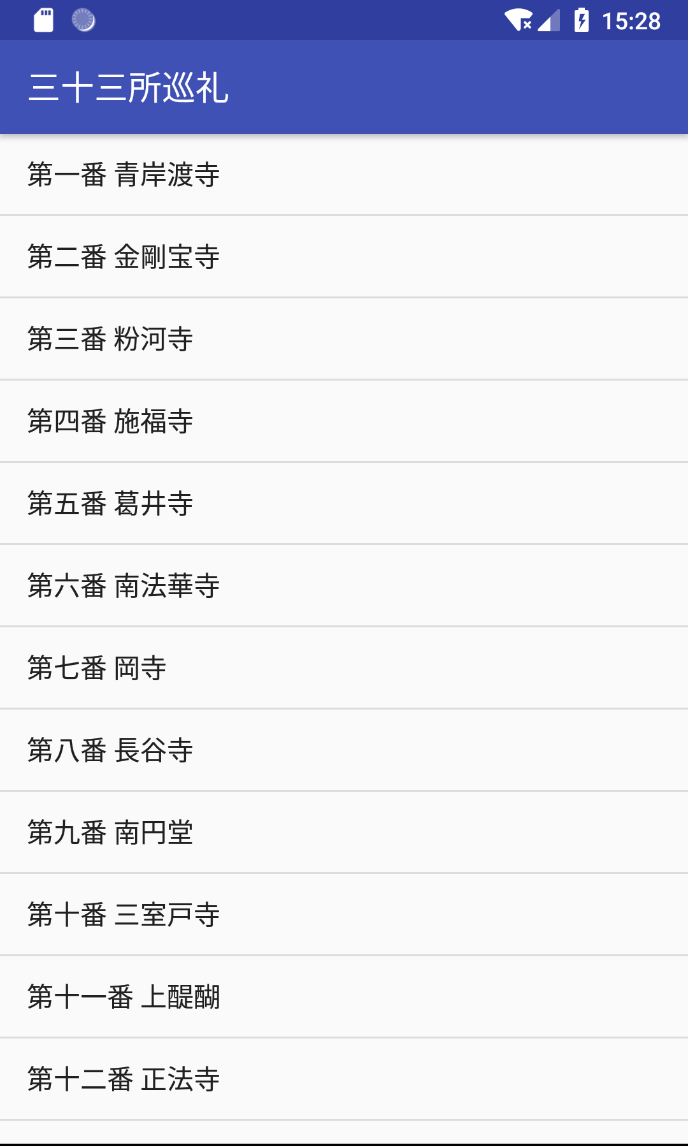 15:28
三十三所巡礼
第一番 青岸渡寺
第二番 金剛宝寺
第三番 粉河寺
第四番 施福寺
第五番 葛井寺
第六番 南法華寺
第七番 岡寺
第八番 長谷寺
第九番 南円堂
第十番 三室戸寺
第十一番 上醍醐
第十二番 正法寺